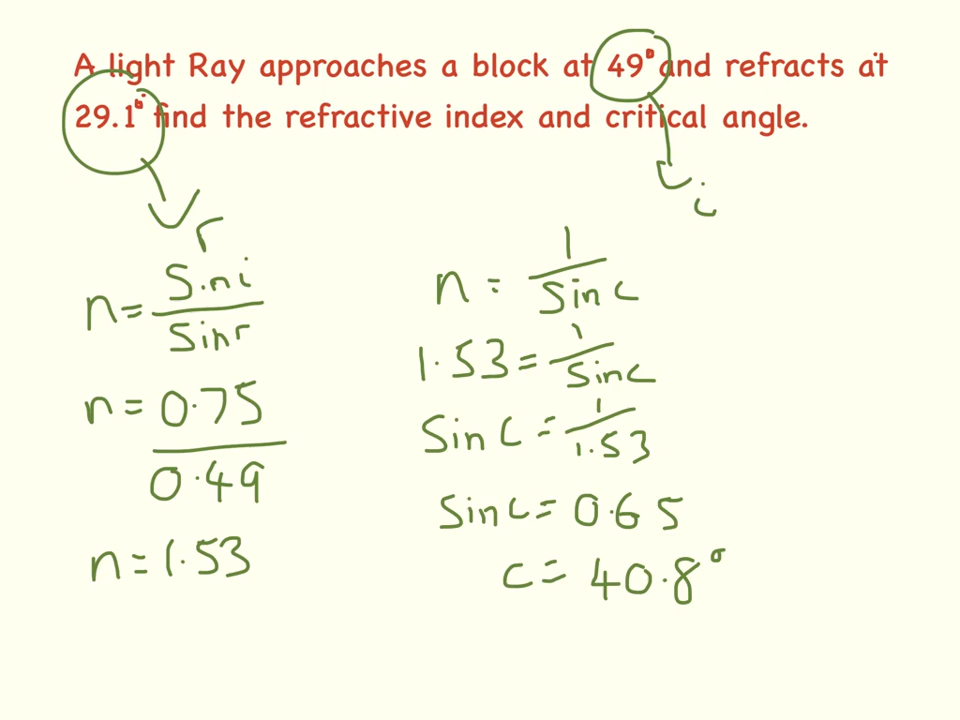 A light Ray approaches a block at 49° and refracts at
29.1° find the refractive index and critical angle.
r
i
n = Sin i / Sin r
n = 0.75 / 0.49
n = 1.53
n = 1 / Sin C
1.53 = 1 / Sin C
Sin C = 1 / 1.53
Sin C = 0.65
C = 40.8°